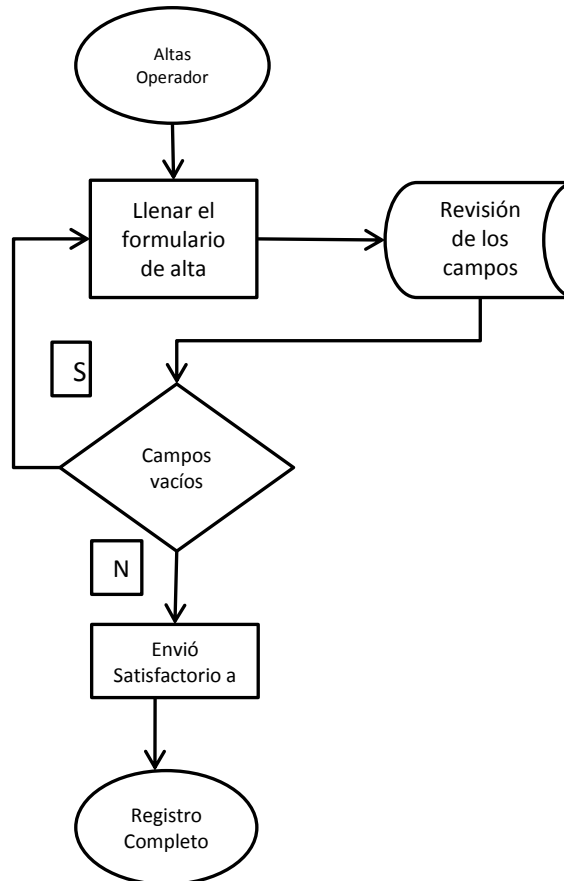 Altas
Operador
Llenar el
formulario
de alta
Revisión
de los
campos
S
Campos
vacíos
N
Envió
Satisfactorio a
Registro
Completo